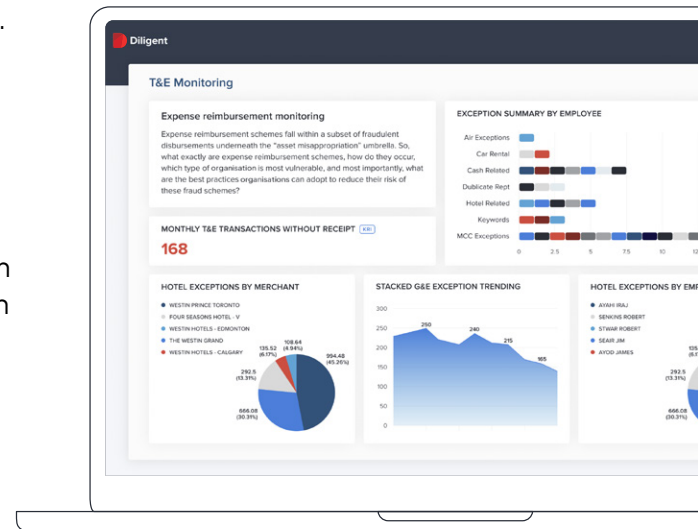 .
n
n
Diligent
T&E Monitoring
Expense reimbursement monitoring
Expense reimbursement schemes fall within a subset of fraudulent
disbursements underneath the "asset misappropriation" umbrella. So,
what exactly are expense reimbursement schemes, how do they occur,
which type of organisation is most vulnerable, and most importantly, what
are the best practices organisations can adopt to reduce their risk of
these fraud schemes?
MONTHLY T&E TRANSACTIONS WITHOUT RECEIPT KRI
168
EXCEPTION SUMMARY BY EMPLOYEE
Air Exceptions
Car Rental
Cash Related
Dublicate Rept
Hotel Related
Keywords
MCC Exceptions
0 2.5 5 7.5 10 12
HOTEL EXCEPTIONS BY MERCHANT
WESTIN PRINCE TORONTO
FOUR SEASONS HOTEL - V
WESTIN HOTELS - EDMONTON
THE WESTIN GRAND
WESTIN HOTELS - CALGARY
135.52 (6.17%)
108.64 (4.94%)
994.48 (45.26%)
292.5 (13.31%)
666.08 (30.31%)
STACKED G&E EXCEPTION TRENDING
300
250
200
150
100
50
0
250
240
215
165
HOTEL EXCEPTIONS BY EMP
AYAHI IRAJ
SENKINS ROBERT
STWAR ROBERT
SEAIR JIM
AYOD JAMES
292.5 (13.31%)
666.08 (30.31%)